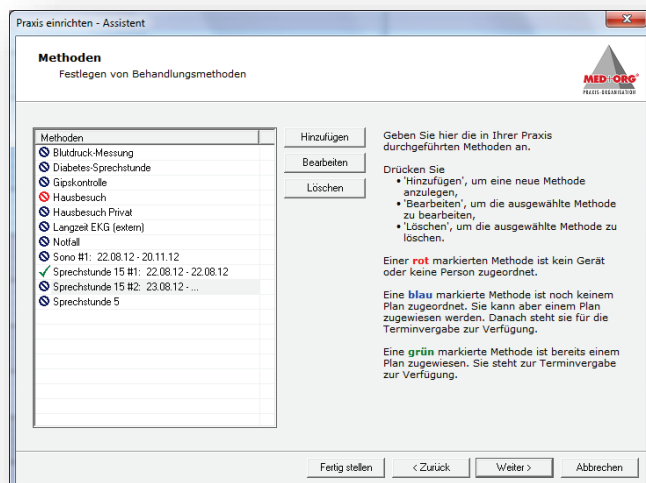 Praxis einrichten - Assistent
Methoden
Festlegen von Behandlungsmethoden
MED+ORG®
PRAXIS-ORGANISATION
Methoden
Blutdruck-Messung
Diabetes-Sprechstunde
Gipskontrolle
Hausbesuch
Hausbesuch Privat
Langzeit EKG (extern)
Notfall
Sono #1: 22.08.12 - 20.11.12
Sprechstunde 15 #1: 22.08.12 - 22.08.12
Sprechstunde 15 #2: 23.08.12 - ...
Sprechstunde 5
Hinzufügen
Bearbeiten
Löschen
Geben Sie hier die in Ihrer Praxis
durchgeführten Methoden an.
Drücken Sie
•'Hinzufügen', um eine neue Methode
anzulegen,
•'Bearbeiten', um die ausgewählte Methode
zu bearbeiten,
•'Löschen', um die ausgewählte Methode zu
löschen.
Einer rot markierten Methode ist kein Gerät
oder keine Person zugeordnet.
Eine blau markierte Methode ist noch keinem
Plan zugeordnet. Sie kann aber einem Plan
zugewiesen werden. Danach steht sie für die
Terminvergabe zur Verfügung.
Eine grün markierte Methode ist bereits einem
Plan zugewiesen. Sie steht zur Terminvergabe
zur Verfügung.
Fertig stellen
< Zurück
Weiter >
Abbrechen